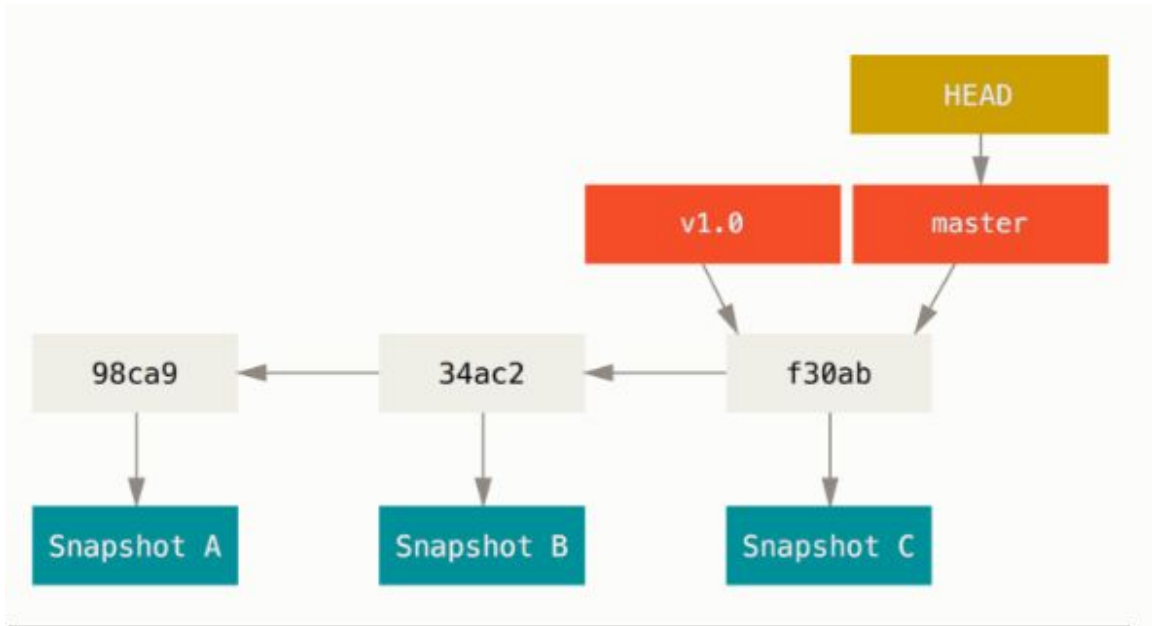 HEAD
v1.0
master
98ca9
34ac2
f30ab
Snapshot A
Snapshot B
Snapshot C